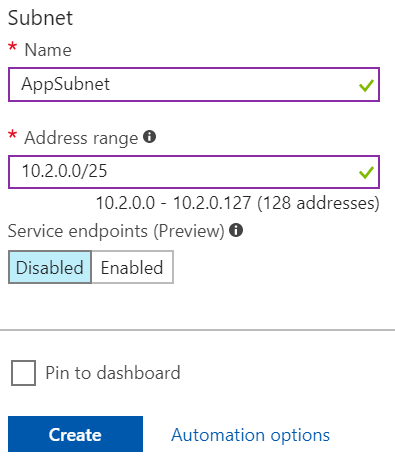 Subnet
* Name
AppSubnet
* Address range
10.2.0.0/25
10.2.0.0 - 10.2.0.127 (128 addresses)
Service endpoints (Preview)
Disabled Enabled
Pin to dashboard
Create Automation options